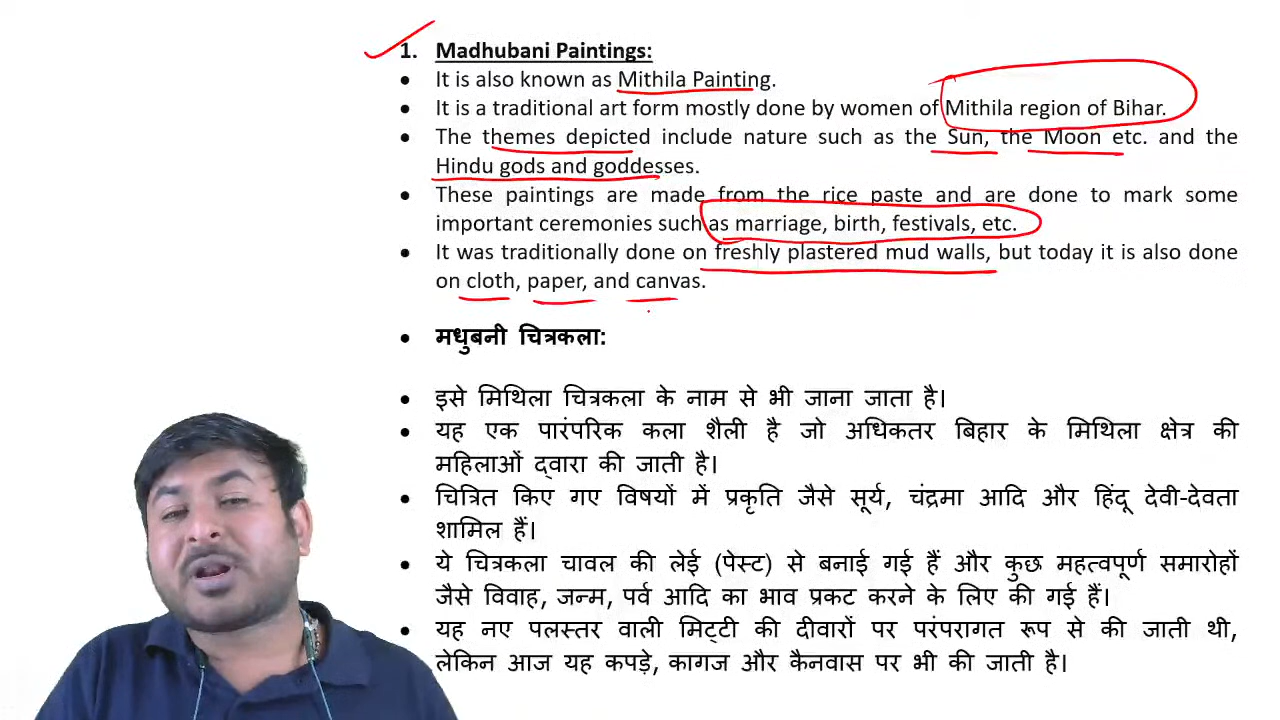 1. Madhubani Paintings:
• It is also known as Mithila Painting.
• It is a traditional art form mostly done by women of Mithila region of Bihar.
• The themes depicted include nature such as the Sun, the Moon etc. and the
Hindu gods and goddesses.
• These paintings are made from the rice paste and are done to mark some
important ceremonies such as marriage, birth, festivals, etc.
• It was traditionally done on freshly plastered mud walls, but today it is also done
on cloth, paper, and canvas.
• मधुबनी चित्रकला:
• इसे मिथिला चित्रकला के नाम से भी जाना जाता है।
• यह एक पारंपरिक कला शैली है जो अधिकतर बिहार के मिथिला क्षेत्र की
महिलाओं द्वारा की जाती है।
• चित्रित किए गए विषयों में प्रकृति जैसे सूर्य, चंद्रमा आदि और हिंदू देवी-देवता
शामिल हैं।
• ये चित्रकला चावल की लेई (पेस्ट) से बनाई गई हैं और कुछ महत्वपूर्ण समारोहों
जैसे विवाह, जन्म, पर्व आदि का भाव प्रकट करने के लिए की गई हैं।
• यह नए पलस्तर वाली मिट्टी की दीवारों पर परंपरागत रूप से की जाती थी,
लेकिन आज यह कपड़े, कागज और कैनवास पर भी की जाती है।